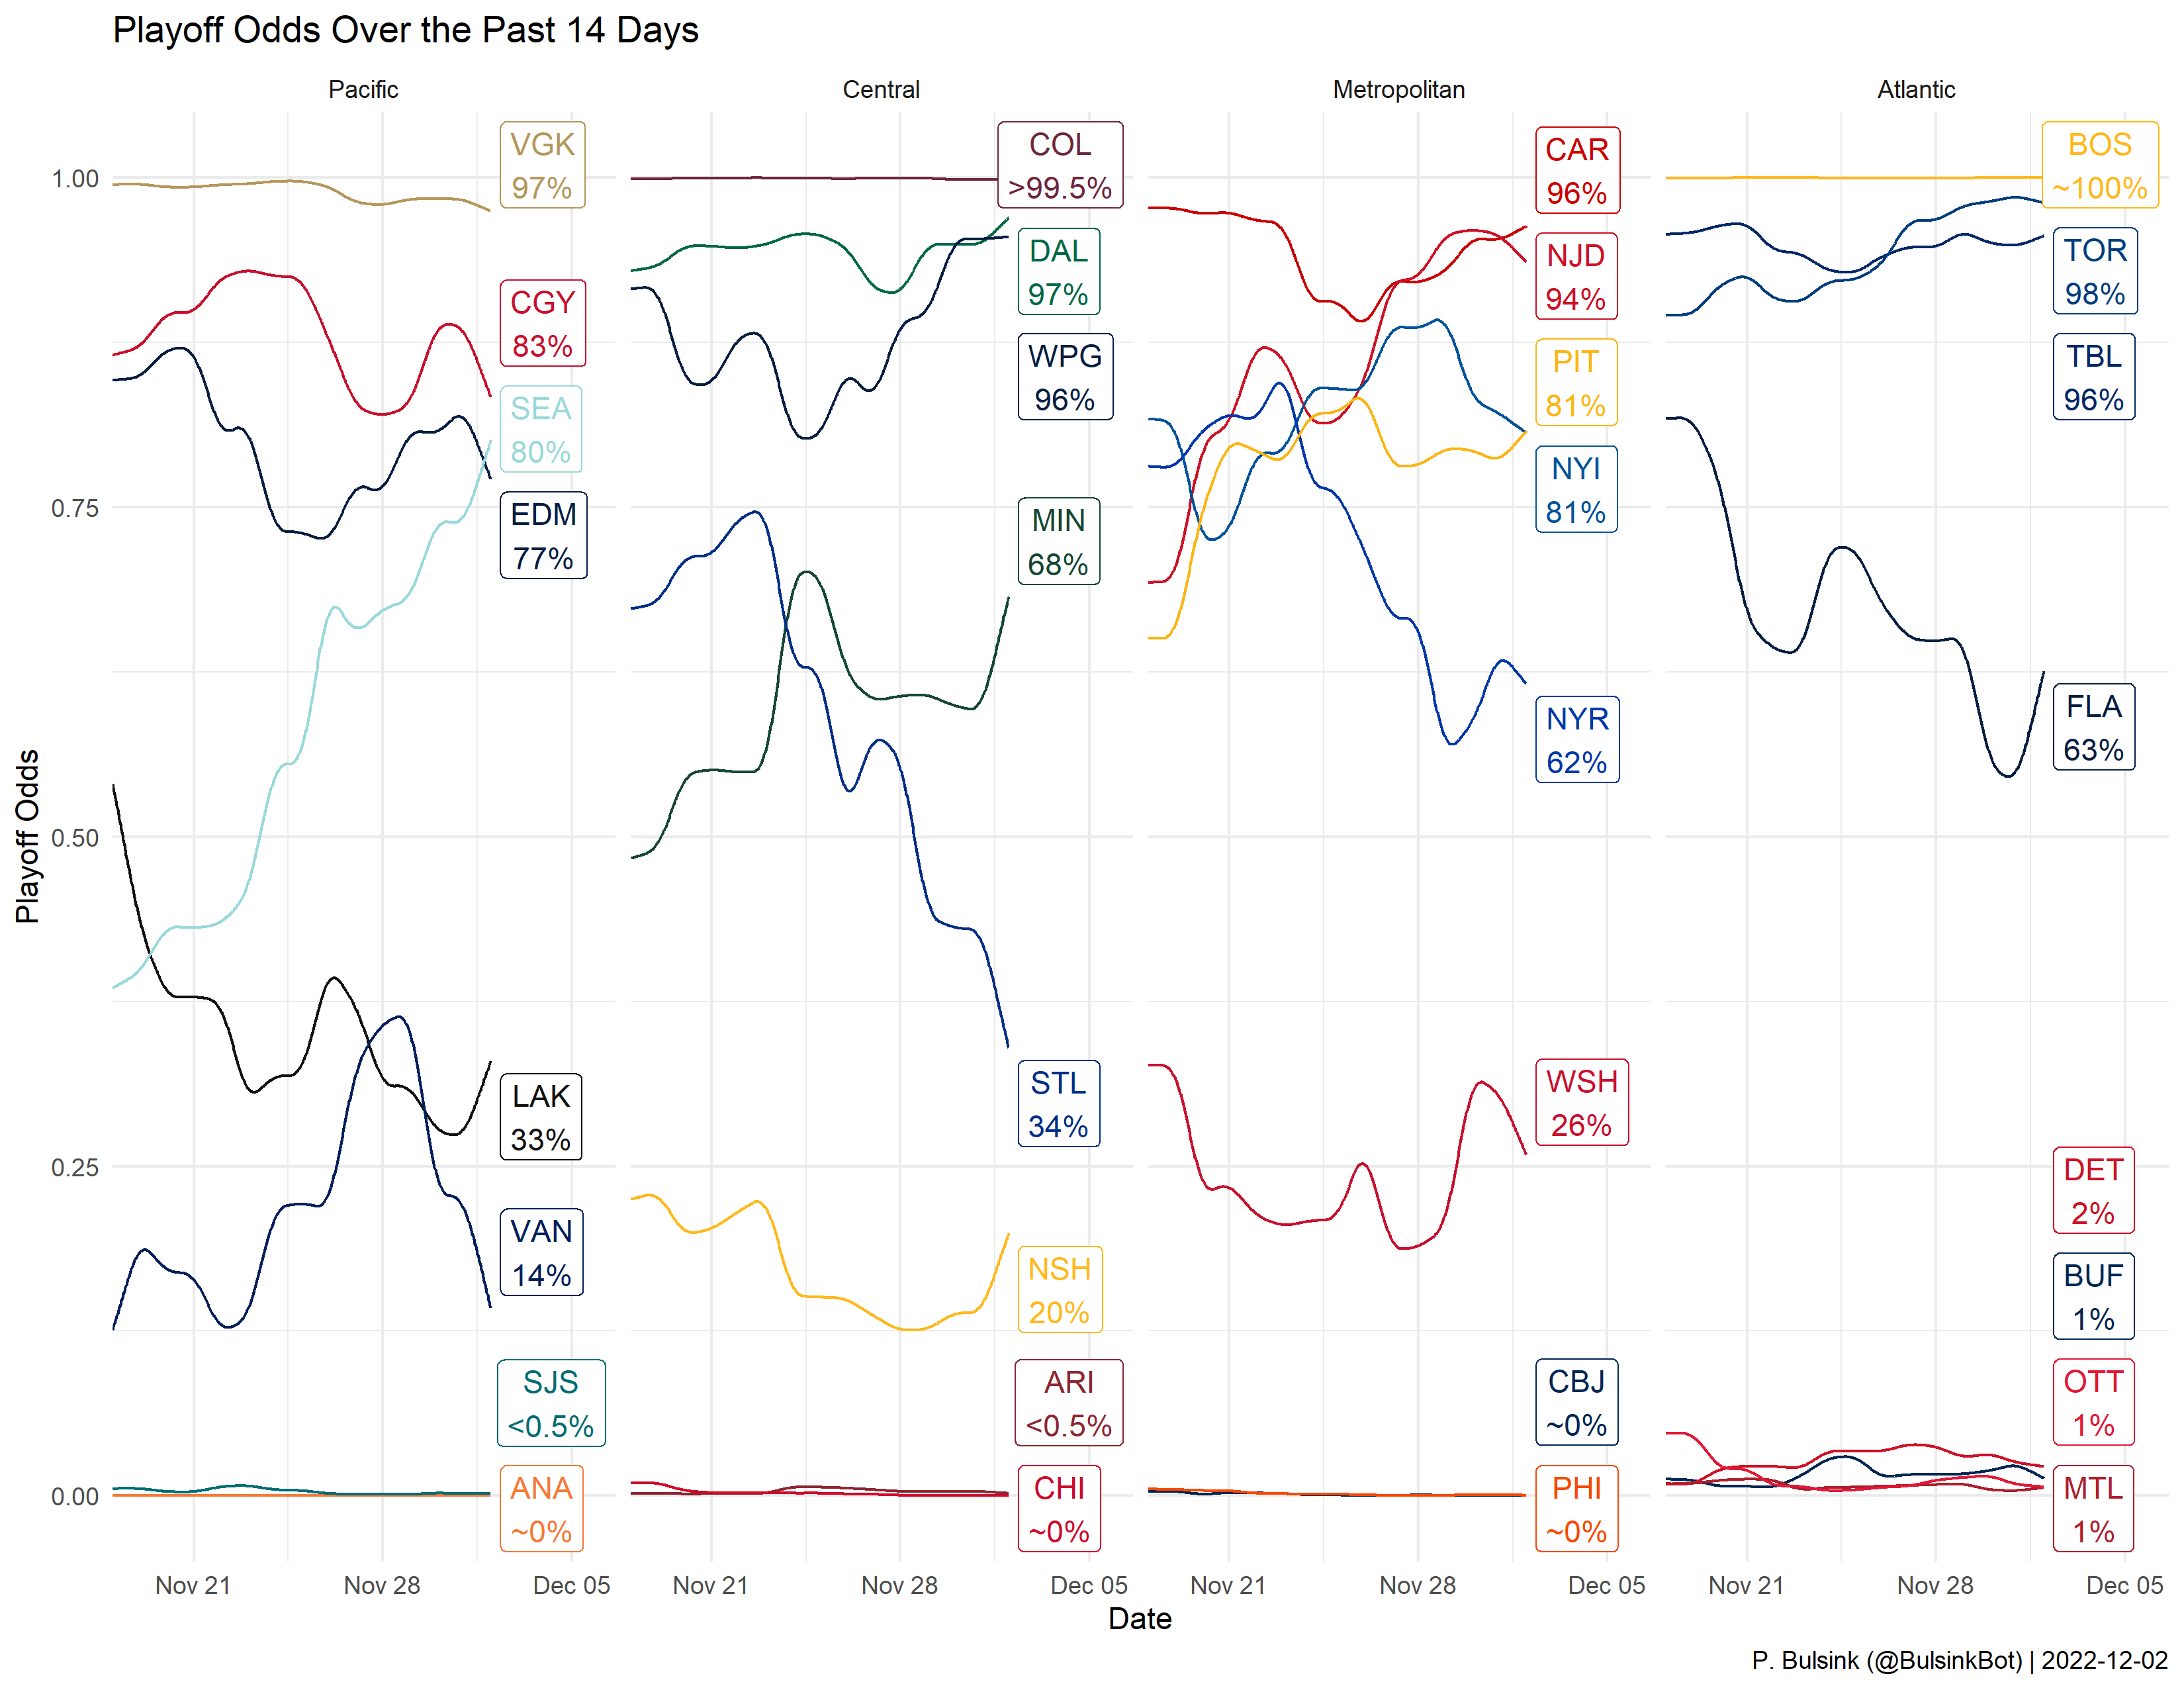 Playoff Odds Over the Past 14 Days
Pacific
Central
Metropolitan
Atlantic
Playoff Odds
1.00
0.75
0.50
0.25
0.00
VGK
97%
CGY
83%
SEA
80%
EDM
77%
LAK
33%
VAN
14%
SJS
<0.5%
ANA
~0%
COL
>99.5%
DAL
97%
WPG
96%
MIN
68%
STL
34%
NSH
20%
ARI
<0.5%
CHI
~0%
CAR
96%
NJD
94%
PIT
81%
NYI
81%
NYR
62%
WSH
26%
CBJ
~0%
PHI
~0%
BOS
~100%
TOR
98%
TBL
96%
FLA
63%
DET
2%
BUF
1%
OTT
1%
MTL
1%
Nov 21 Nov 28 Dec 05
Nov 21 Nov 28 Dec 05
Nov 21 Nov 28 Dec 05
Nov 21 Nov 28 Dec 05
Date
P. Bulsink (@BulsinkBot) | 2022-12-02